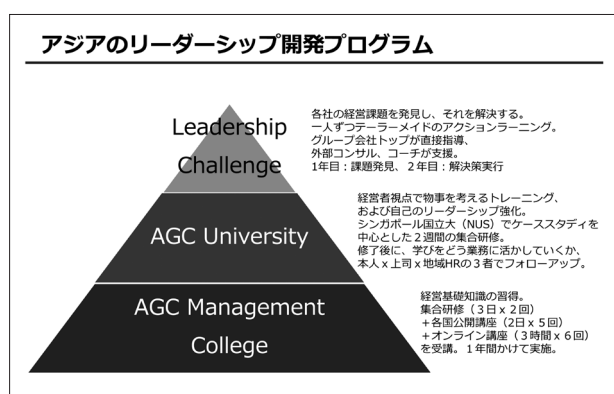 アジアのリーダーシップ開発プログラム
Leadership
Challenge
各社の経営課題を発見し、それを解決する。
一人ずつテーラーメイドのアクションラーニング。
グループ会社トップが直接指導、
外部コンサル、コーチが支援。
1年目：課題発見、２年目：解決策実行
AGC University
経営者視点で物事を考えるトレーニング、
および自己のリーダーシップ強化。
シンガポール国立大（NUS）でケーススタディを
中心とした２週間の集合研修。
修了後に、学びをどう業務に活かしていくか、
本人ｘ上司ｘ地域HRの３者でフォローアップ。
AGC Management
College
経営基礎知識の習得。
集合研修（３日ｘ２回）
＋各国公開講座（2日ｘ５回）
＋オンライン講座（３時間ｘ６回）
を受講。１年間かけて実施。